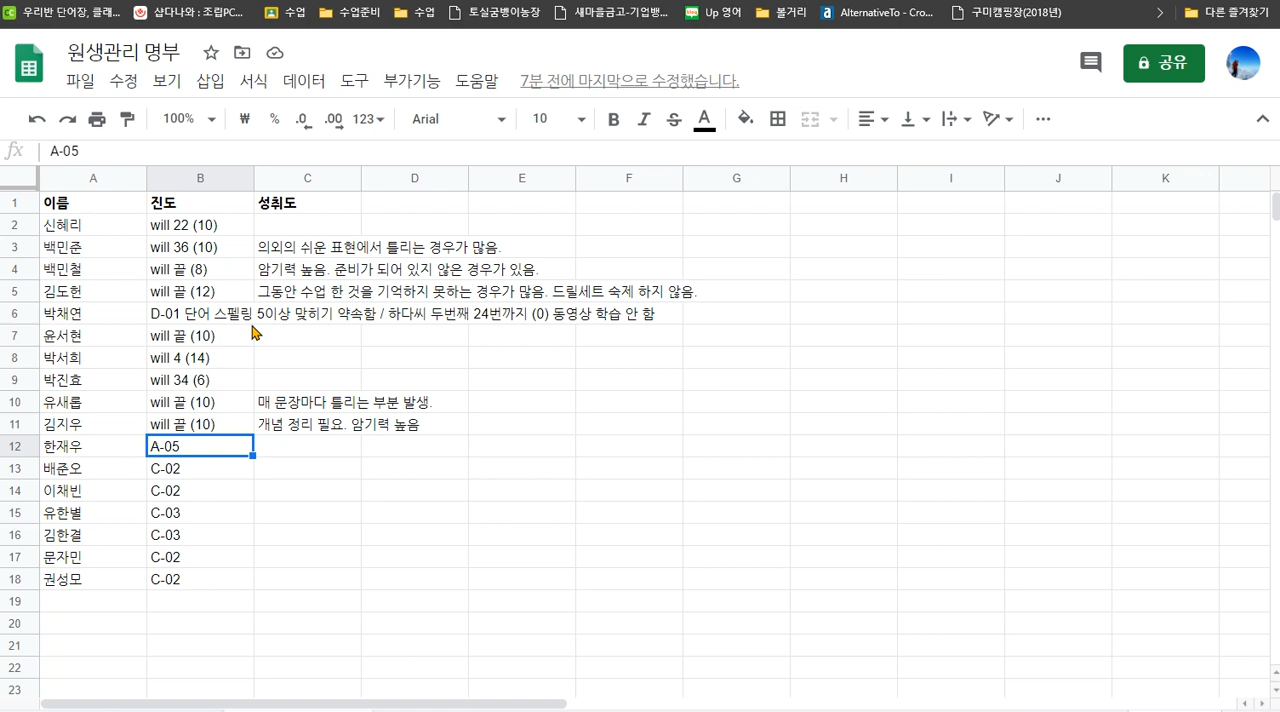 우리반 단어장, 클래... 샵다나와 : 조립PC... 수업 수업준비 수업 토실궁뱅이농장 새마을금고-기업뱅... Up 영어 볼거리 AlternativeTo - Cro... 구미캠핑장(2018년) 다른 즐겨찾기
원생관리 명부
파일 수정 보기 삽입 서식 데이터 도구 부가기능 도움말 7분 전에 마지막으로 수정했습니다. 공유
100% ₩ % .0 .00 123 Arial 10 B I S A
fx A-05
A B C D E F G H I J K
1 이름 진도 성취도
2 신혜리 will 22 (10)
3 백민준 will 36 (10) 의외의 쉬운 표현에서 틀리는 경우가 많음.
4 백민철 will 끝 (8) 암기력 높음. 준비가 되어 있지 않은 경우가 있음.
5 김도헌 will 끝 (12) 그동안 수업 한 것을 기억하지 못하는 경우가 많음. 드릴세트 숙제 하지 않음.
6 박채연 D-01 단어 스펠링 5이상 맞히기 약속함 / 하다씨 두번째 24번까지 (0) 동영상 학습 안 함
7 윤서현 will 끝 (10)
8 박서희 will 4 (14)
9 박진효 will 34 (6)
10 유새롭 will 끝 (10) 매 문장마다 틀리는 부분 발생.
11 김지우 will 끝 (10) 개념 정리 필요. 암기력 높음
12 한재우 A-05
13 배준오 C-02
14 이채빈 C-02
15 유한별 C-03
16 김한결 C-03
17 문자민 C-02
18 권성모 C-02
19
20
21
22
23